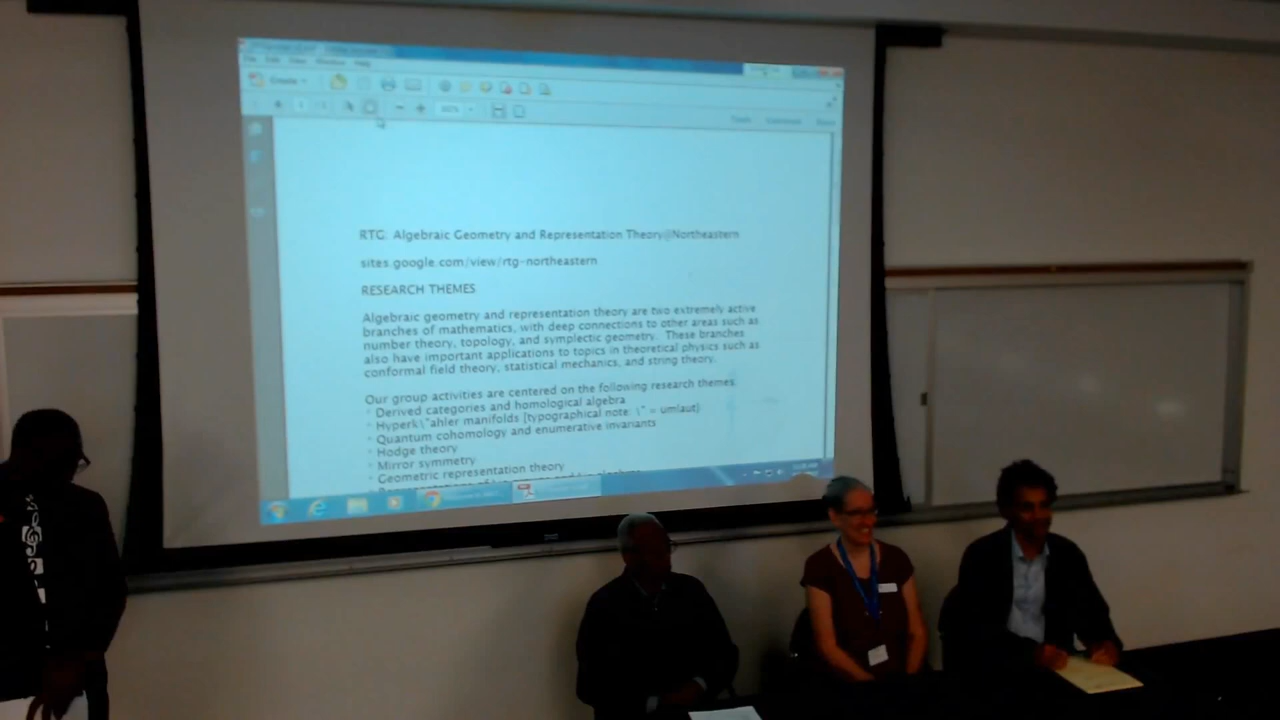 Help
Create
RTG: Algebraic Geometry and Representation Theory@Northeastern
sites.google.com/view/rtg-northeastern
RESEARCH THEMES
Algebraic geometry and representation theory are two extremely active
branches of mathematics, with deep connections to other areas such as
number theory, topology, and symplectic geometry. These branches
also have important applications to topics in theoretical physics such as
conformal field theory, statistical mechanics, and string theory.
Our group activities are centered on the following research themes:
* Derived categories and homological algebra
* Hyperk\"ahler manifolds [typographical note: \" = umlaut]
* Quantum cohomology and enumerative invariants
* Hodge theory
* Mirror symmetry
* Geometric representation theory